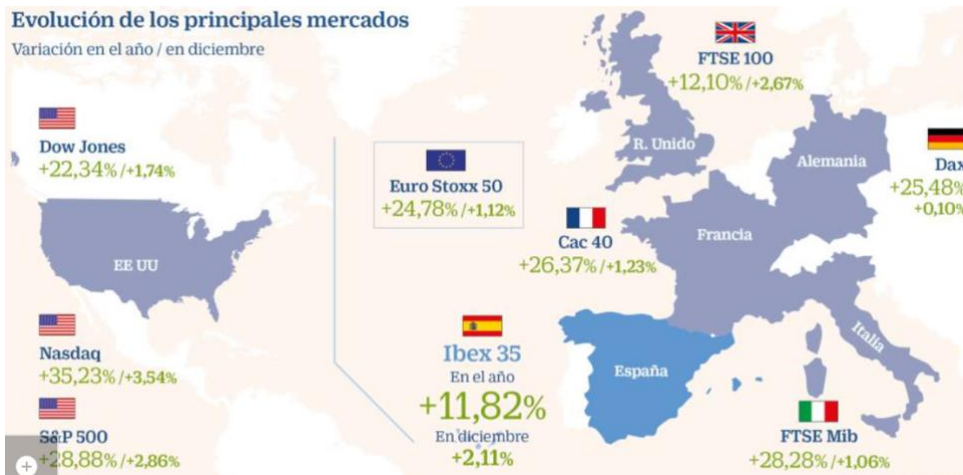 Evolución de los principales mercados
Variación en el año / en diciembre
Dow Jones
+22,34% /+1,74%
EE UU
Nasdaq
+35,23% /+3,54%
S&P 500
+28,88% /+2,86%
Euro Stoxx 50
+24,78% /+1,12%
FTSE 100
+12,10% /+2,67%
R. Unido
Alemania
Dax
+25,48%
+0,10%
Cac 40
+26,37% /+1,23%
Francia
Ibex 35
En el año
+11,82%
En diciembre
+2,11%
España
Italia
FTSE Mib
+28,28% /+1,06%